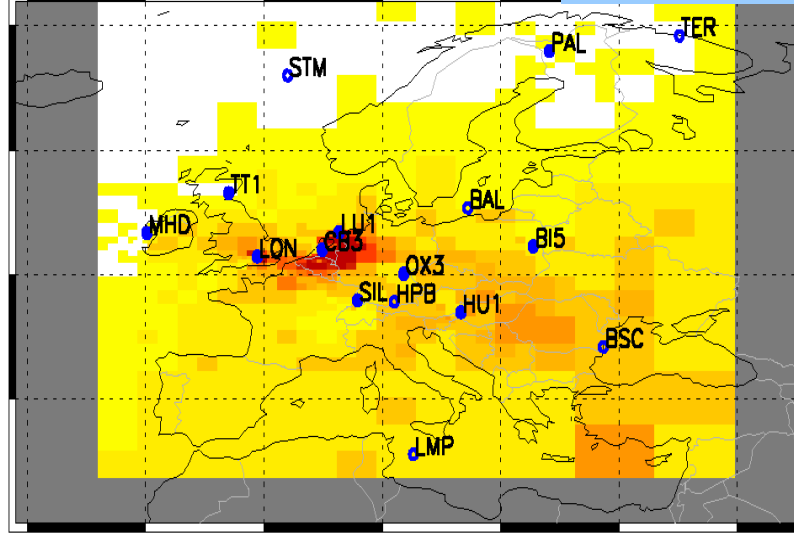 TER
PAL
STM
TT1
BAL
MHD
LU1
CB3
BI5
LON
OX3
SIL
HPB
HU1
BSC
LMP